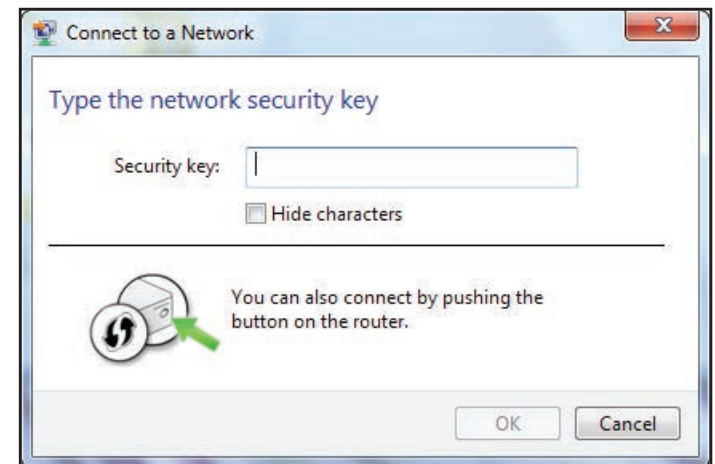 Connect to a Network
Type the network security key
Security key:
Hide characters
You can also connect by pushing the
button on the router.
OK
Cancel